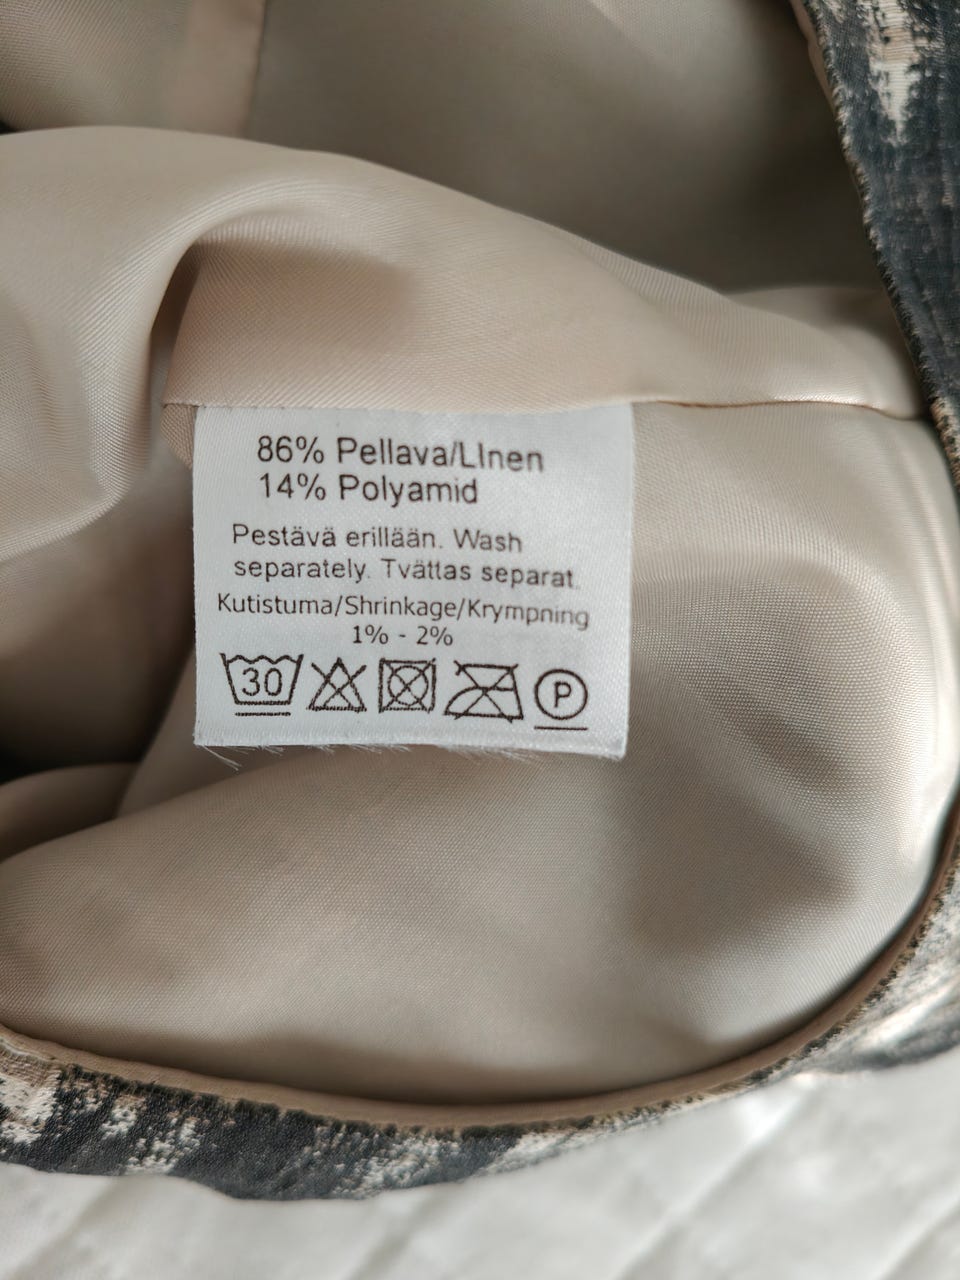 86% Pellava/LInen
14% Polyamid
Pestävä erillään. Wash
separately. Tvättas separat.
Kutistuma/Shrinkage/Krympning
1% - 2%
30 P